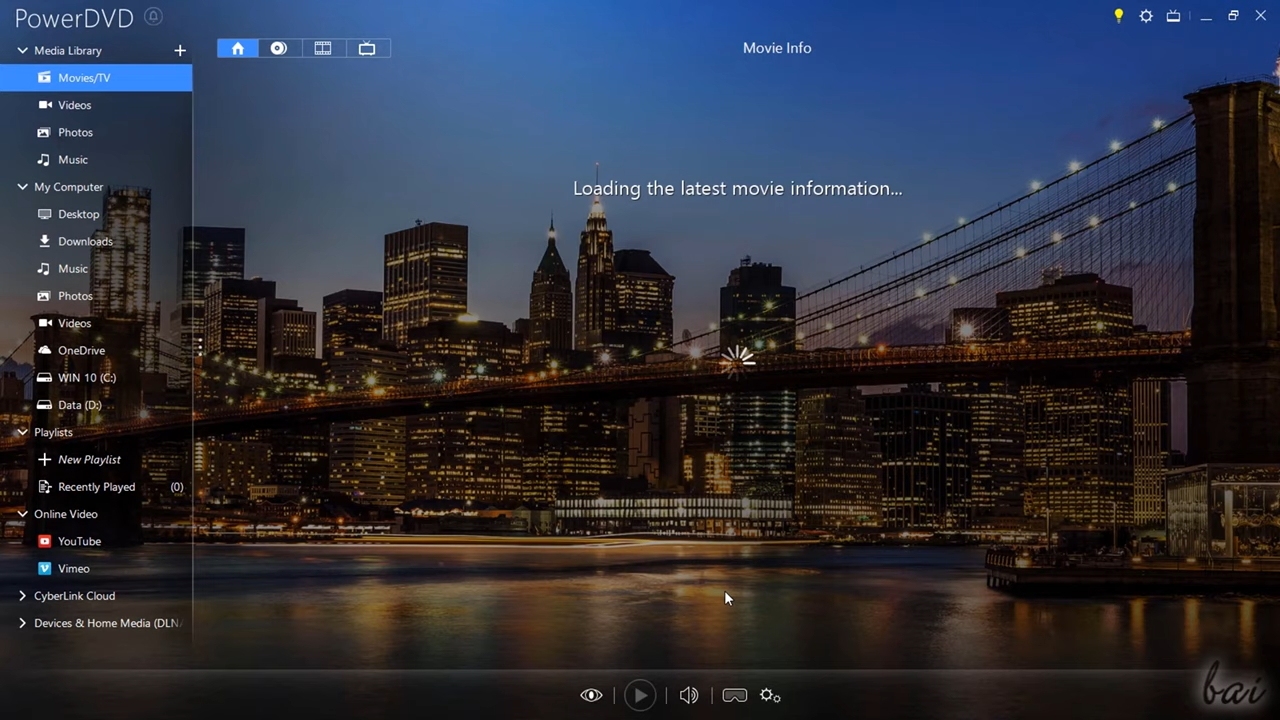 PowerDVD
Media Library
Movies/TV
Videos
Photos
Music
My Computer
Desktop
Downloads
Music
Photos
Videos
OneDrive
WIN 10 (C:)
Data (D:)
Playlists
New Playlist
Recently Played (0)
Online Video
YouTube
Vimeo
CyberLink Cloud
Devices & Home Media (DLN
Movie Info
Loading the latest movie information...
bai